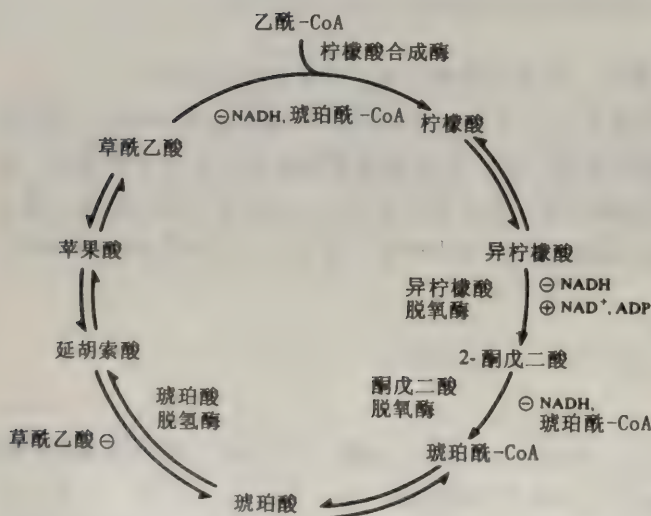 乙酰-CoA
柠檬酸合成酶
⊖NADH,琥珀酰-CoA
柠檬酸
草酰乙酸
苹果酸
异柠檬酸
异柠檬酸
脱氧酶
⊖ NADH
⊕ NAD⁺, ADP
延胡索酸
2-酮戊二酸
琥珀酸
脱氢酶
酮戊二酸
脱氧酶
⊖ NADH,
琥珀酰-CoA
草酰乙酸⊖
琥珀酰-CoA
琥珀酸